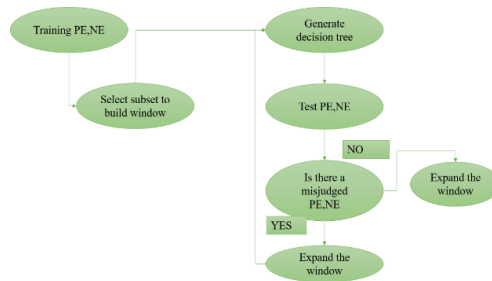 Training PE,NE
Select subset to
build window
Generate
decision tree
Test PE,NE
NO
Is there a
misjudged
PE,NE
Expand the
window
YES
Expand the
window